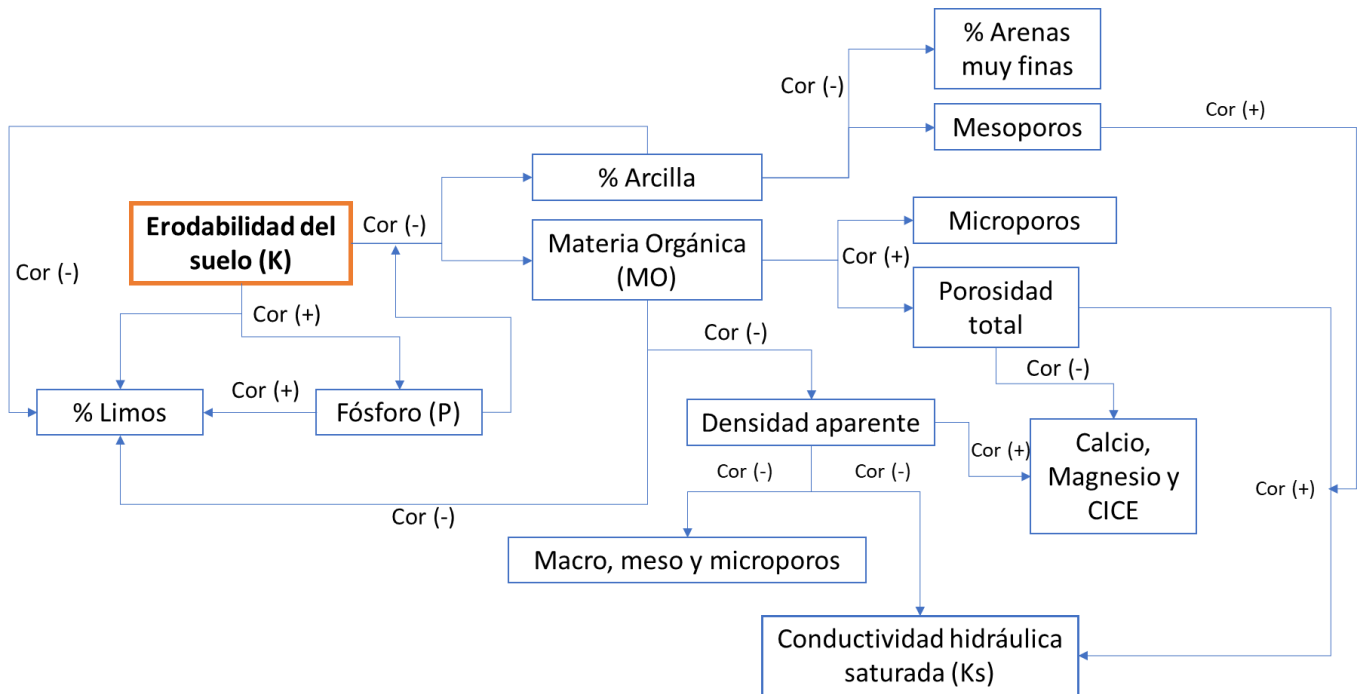 % Arenas
muy finas
Cor (-)
Mesoporos
Cor (+)
% Arcilla
Microporos
Erodabilidad del
suelo (K)
Cor (-)
Materia Orgánica
(MO)
Cor (+)
Cor (-)
Porosidad
total
Cor (+)
Cor (-)
Cor (-)
% Limos
Cor (+)
Fósforo (P)
Densidad aparente
Calcio,
Magnesio y
CICE
Cor (+)
Cor (-)
Cor (-)
Cor (+)
Cor (-)
Macro, meso y microporos
Conductividad hidráulica
saturada (Ks)